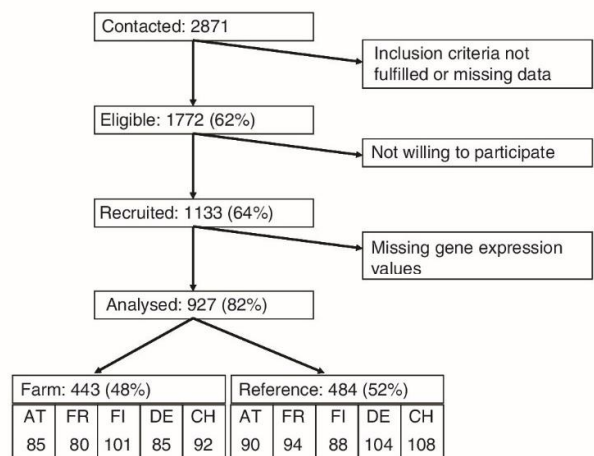 Contacted: 2871
Inclusion criteria not
fulfilled or missing data
Eligible: 1772 (62%)
Not willing to participate
Recruited: 1133 (64%)
Missing gene expression
values
Analysed: 927 (82%)
Farm: 443 (48%)
AT FR FI DE CH
85 80 101 85 92
Reference: 484 (52%)
AT FR FI DE CH
90 94 88 104 108